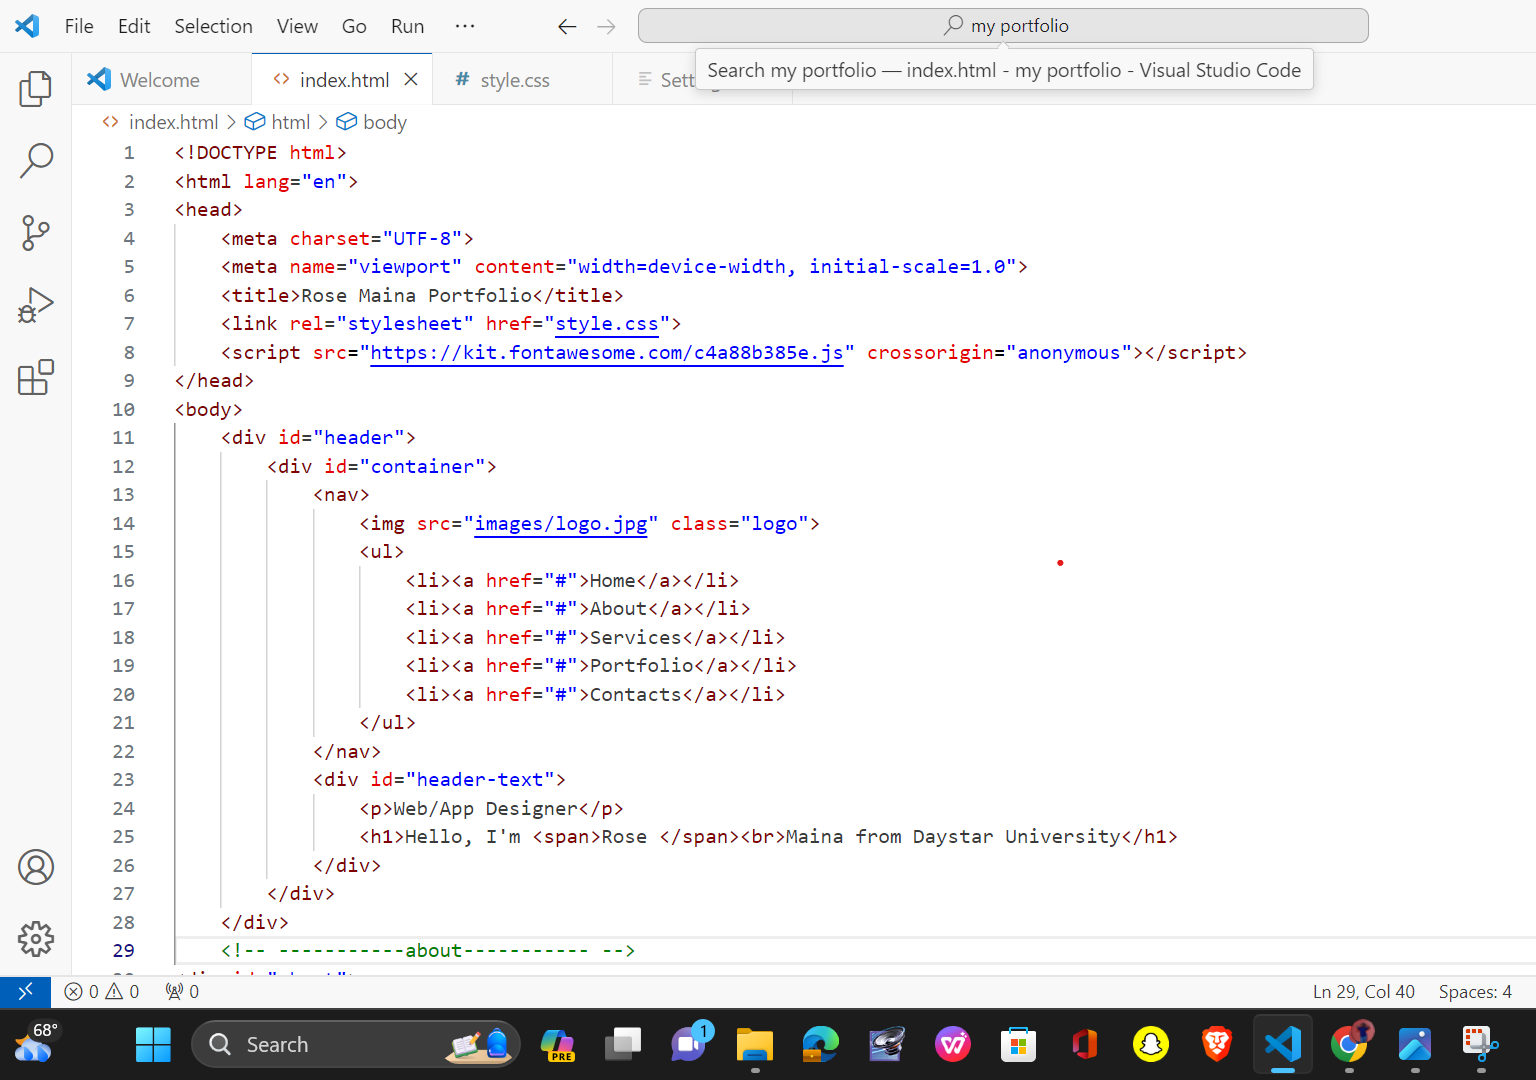 File Edit Selection View Go Run ··· my portfolio
Welcome index.html style.css
Search my portfolio — index.html - my portfolio - Visual Studio Code
index.html > html > body
1 <!DOCTYPE html>
2 <html lang="en">
3 <head>
4 <meta charset="UTF-8">
5 <meta name="viewport" content="width=device-width, initial-scale=1.0">
6 <title>Rose Maina Portfolio</title>
7 <link rel="stylesheet" href="style.css">
8 <script src="https://kit.fontawesome.com/c4a88b385e.js" crossorigin="anonymous"></script>
9 </head>
10 <body>
11 <div id="header">
12 <div id="container">
13 <nav>
14 <img src="images/logo.jpg" class="logo">
15 <ul>
16 <li><a href="#">Home</a></li>
17 <li><a href="#">About</a></li>
18 <li><a href="#">Services</a></li>
19 <li><a href="#">Portfolio</a></li>
20 <li><a href="#">Contacts</a></li>
21 </ul>
22 </nav>
23 <div id="header-text">
24 <p>Web/App Designer</p>
25 <h1>Hello, I'm <span>Rose </span><br>Maina from Daystar University</h1>
26 </div>
27 </div>
28 </div>
29 <!-- -----------about----------- -->
0 0 0 Ln 29, Col 40 Spaces: 4
68° Search PRE 1